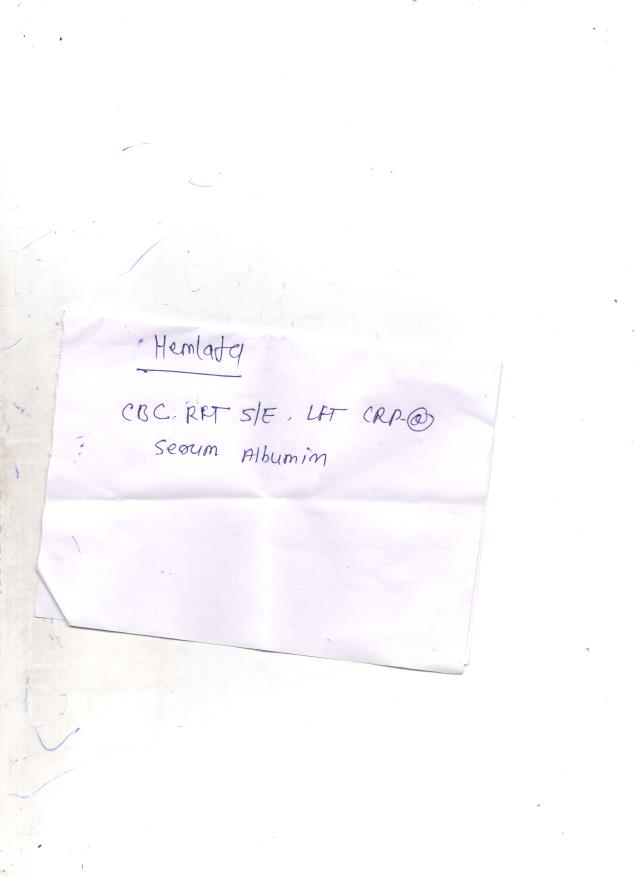 Hemlata
CBC. RFT S/E. LFT CRP-@
Serum Albumin